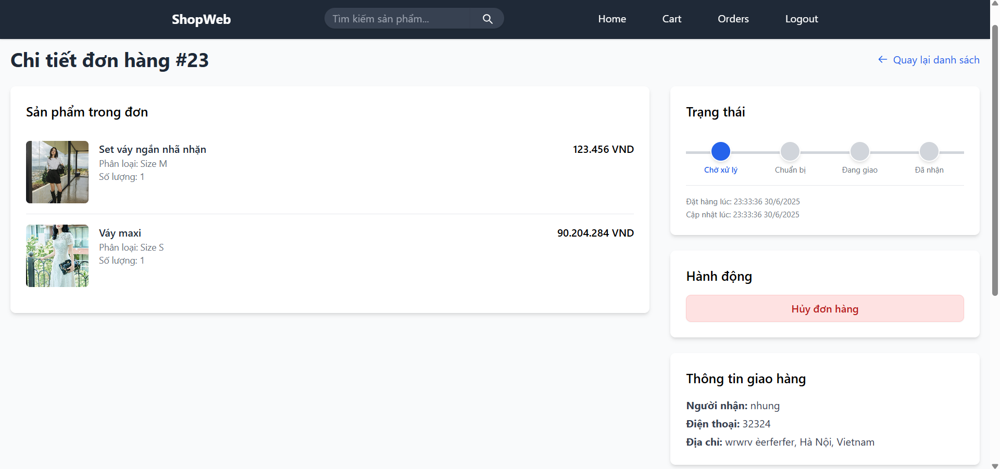 ShopWeb
Tìm kiếm sản phẩm...
Home
Cart
Orders
Logout
Chi tiết đơn hàng #23
← Quay lại danh sách
Sản phẩm trong đơn
Set váy ngắn nhã nhặn
123.456 VND
Phân loại: Size M
Số lượng: 1
Váy maxi
90.204.284 VND
Phân loại: Size S
Số lượng: 1
Trạng thái
Chờ xử lý
Chuẩn bị
Đang giao
Đã nhận
Đặt hàng lúc: 23:33:36 30/6/2025
Cập nhật lúc: 23:33:36 30/6/2025
Hành động
Hủy đơn hàng
Thông tin giao hàng
Người nhận: nhung
Điện thoại: 32324
Địa chỉ: wrwrv èerferfer, Hà Nội, Vietnam